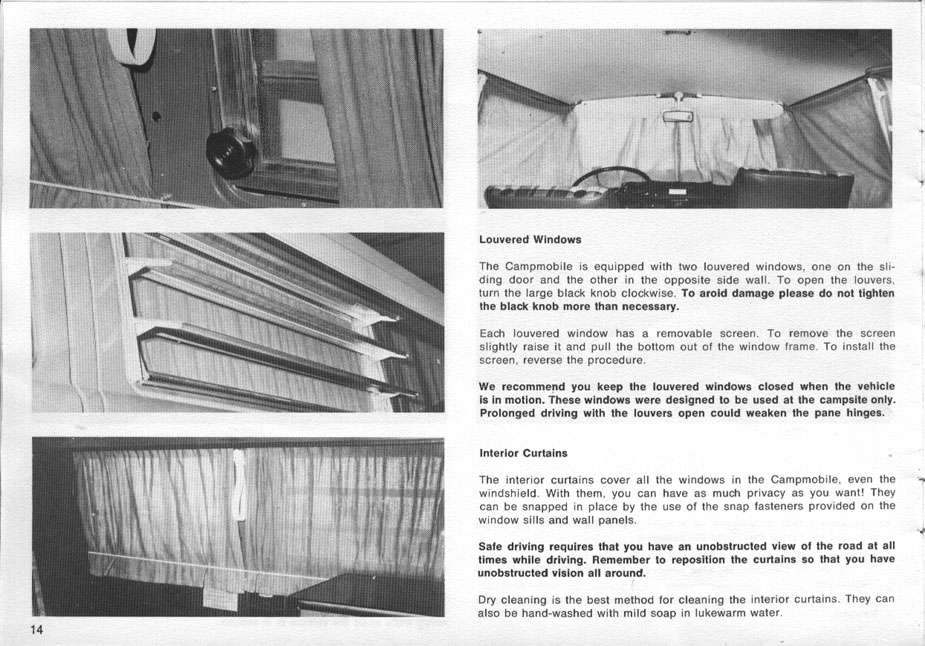 Louvered Windows
The Campmobile is equipped with two louvered windows, one on the sli-
ding door and the other in the opposite side wall. To open the louvers,
turn the large black knob clockwise. To aroid damage please do not tighten
the black knob more than necessary.
Each louvered window has a removable screen. To remove the screen
slightly raise it and pull the bottom out of the window frame. To install the
screen, reverse the procedure.
We recommend you keep the louvered windows closed when the vehicle
is in motion. These windows were designed to be used at the campsite only.
Prolonged driving with the louvers open could weaken the pane hinges.
Interior Curtains
The interior curtains cover all the windows in the Campmobile, even the
windshield. With them, you can have as much privacy as you want! They
can be snapped in place by the use of the snap fasteners provided on the
window sills and wall panels.
Safe driving requires that you have an unobstructed view of the road at all
times while driving. Remember to reposition the curtains so that you have
unobstructed vision all around.
Dry cleaning is the best method for cleaning the interior curtains. They can
also be hand-washed with mild soap in lukewarm water.
14